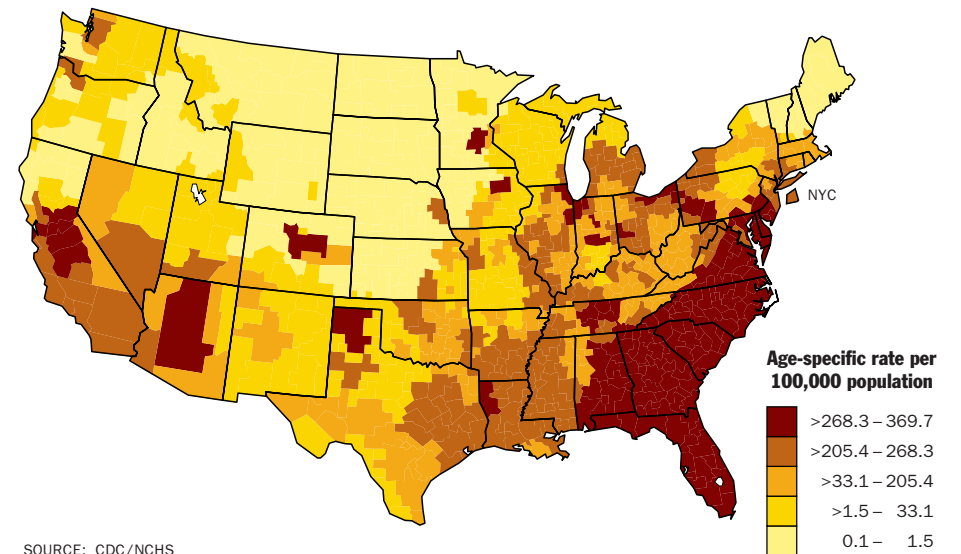 NYC
Age-specific rate per
100,000 population
>268.3 – 369.7
>205.4 – 268.3
>33.1 – 205.4
>1.5 – 33.1
0.1 – 1.5
SOURCE: CDC/NCHS